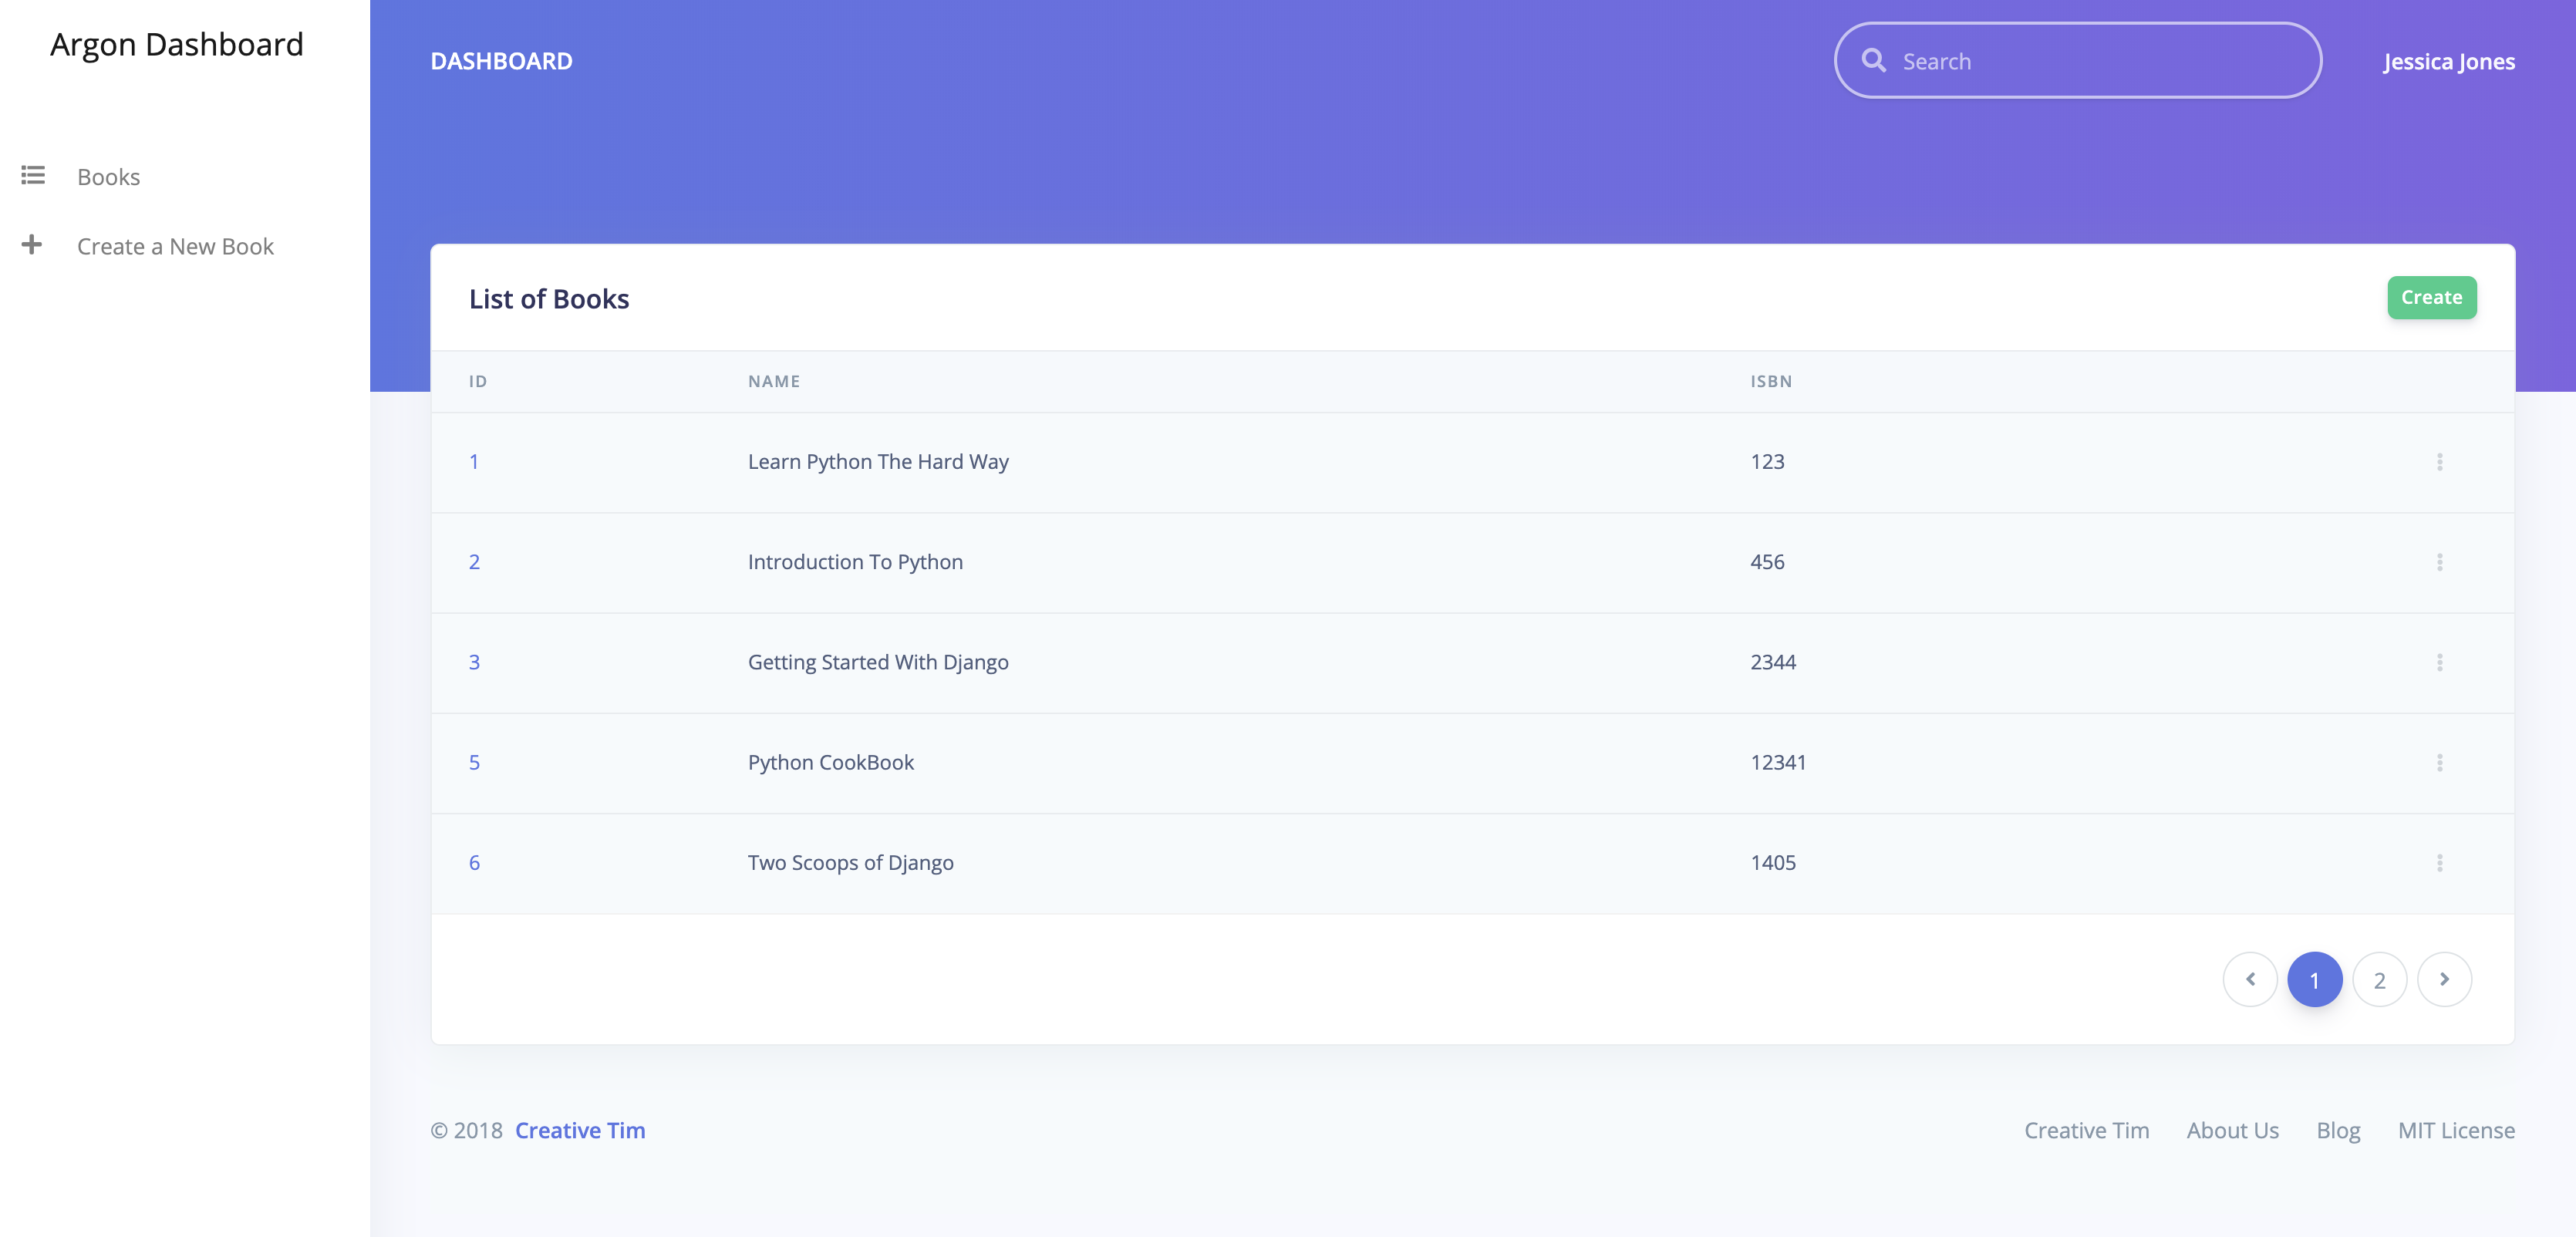 Argon Dashboard
Books
Create a New Book
DASHBOARD
Search
Jessica Jones
List of Books
Create
ID NAME ISBN
1 Learn Python The Hard Way 123
2 Introduction To Python 456
3 Getting Started With Django 2344
5 Python CookBook 12341
6 Two Scoops of Django 1405
1 2
© 2018 Creative Tim
Creative Tim About Us Blog MIT License